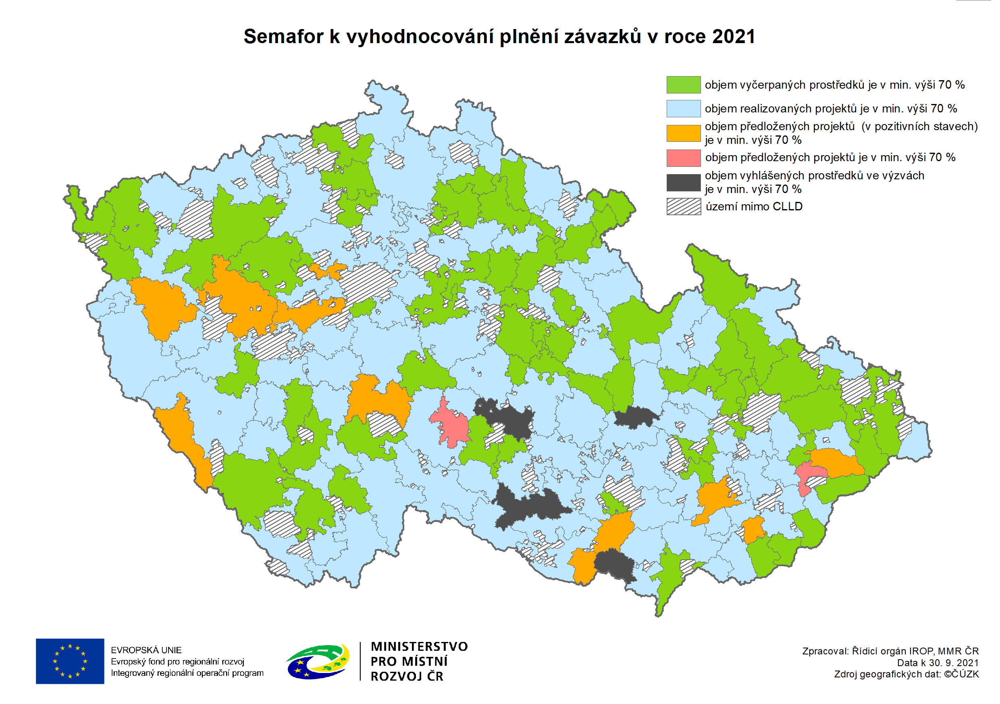 Semafor k vyhodnocování plnění závazků v roce 2021
objem vyčerpaných prostředků je v min. výši 70 %
objem realizovaných projektů je v min. výši 70 %
objem předložených projektů  (v pozitivních stavech)
je v min. výši 70 %
objem předložených projektů je v min. výši 70 %
objem vyhlášených prostředků ve výzvách
je v min. výši 70 %
území mimo CLLD
EVROPSKÁ UNIE
Evropský fond pro regionální rozvoj
Integrovaný regionální operační program
MINISTERSTVO
PRO MÍSTNÍ
ROZVOJ ČR
Zpracoval: Řídicí orgán IROP, MMR ČR
Data k 30. 9. 2021
Zdroj geografických dat: ©ČÚZK